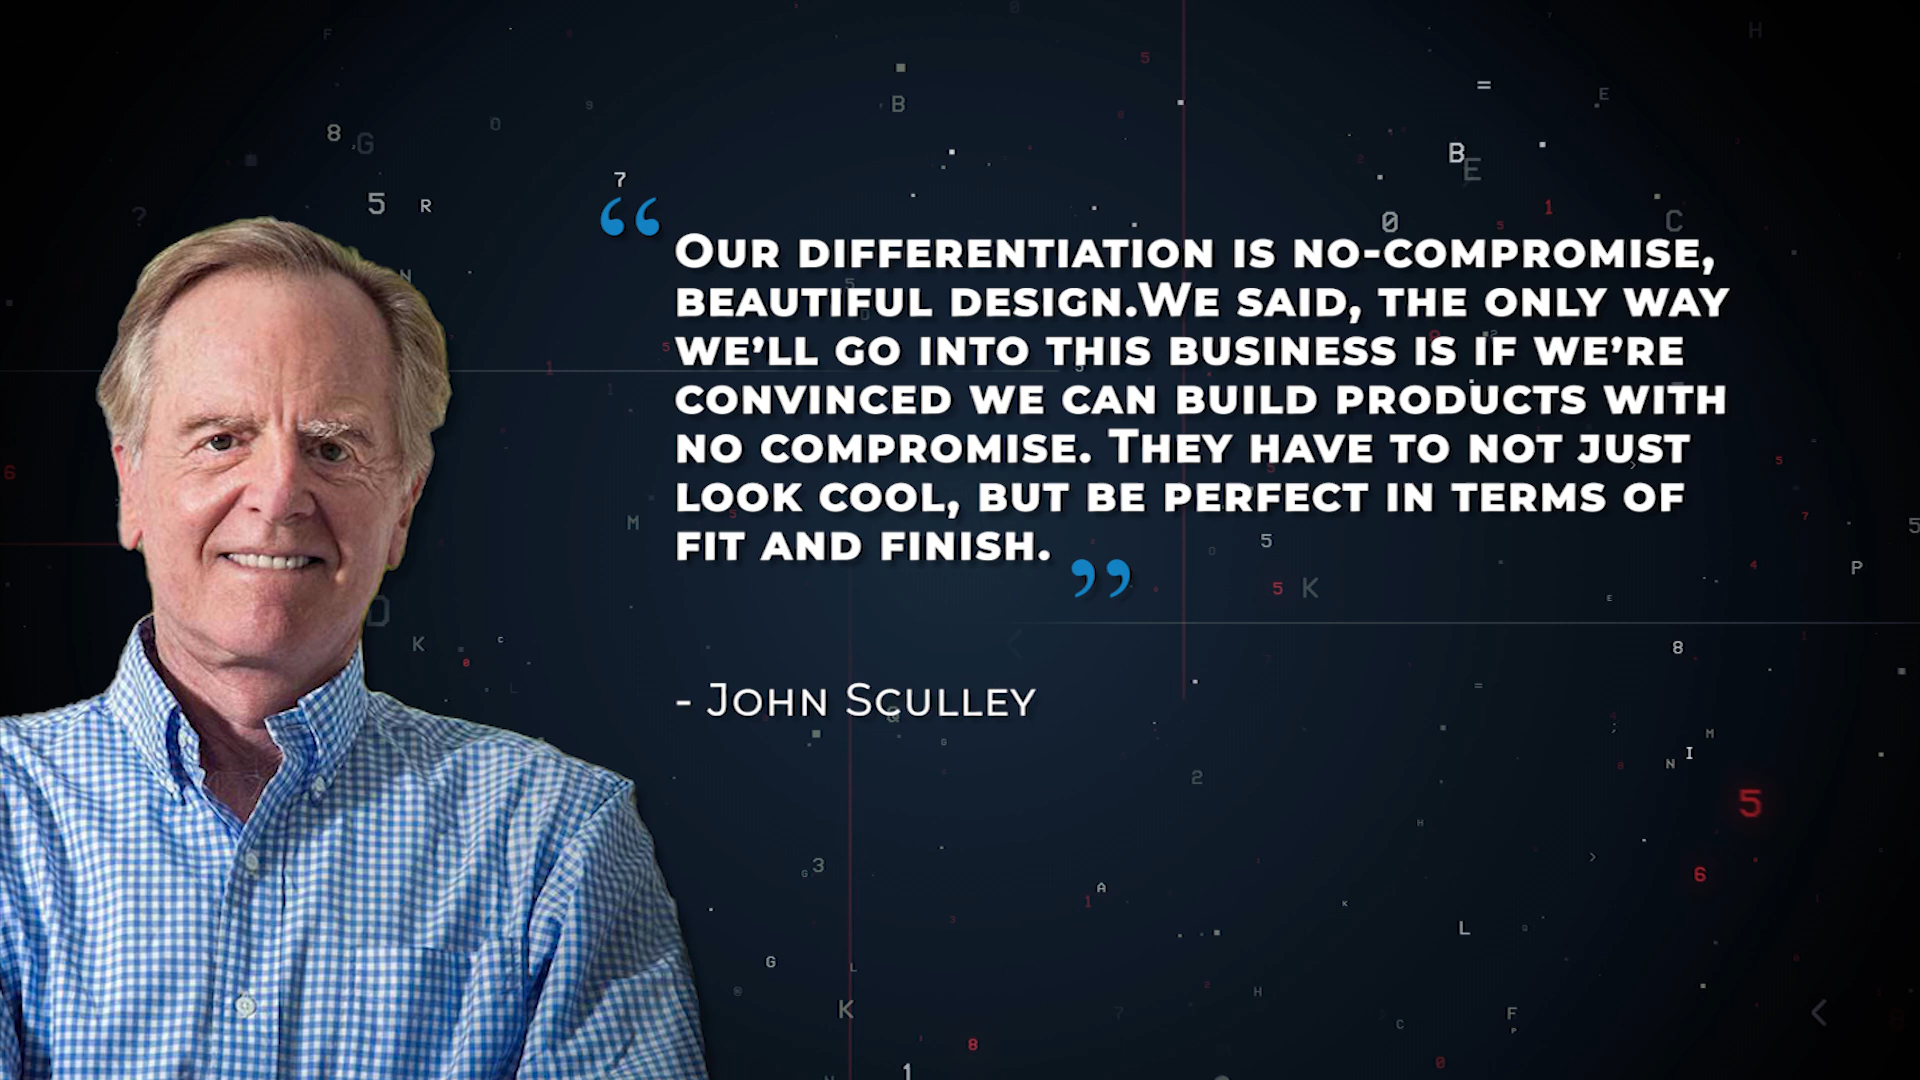 “Our differentiation is no-compromise,
beautiful design.We said, the only way
we’ll go into this business is if we’re
convinced we can build products with
no compromise. They have to not just
look cool, but be perfect in terms of
fit and finish.”
- John Sculley